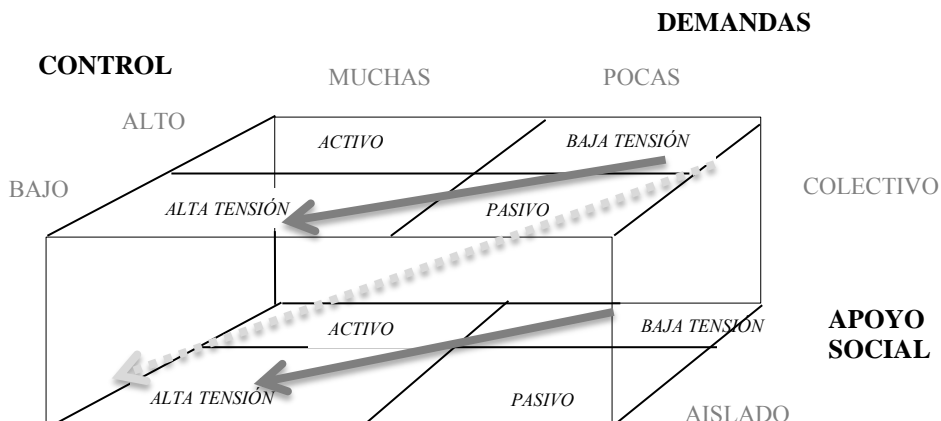 DEMANDAS
CONTROL
MUCHAS
POCAS
ALTO
ACTIVO
BAJA TENSIÓN
BAJO
COLECTIVO
ALTA TENSIÓN
PASIVO
ACTIVO
BAJA TENSIÓN
APOYO
SOCIAL
ALTA TENSIÓN
PASIVO
AISLADO